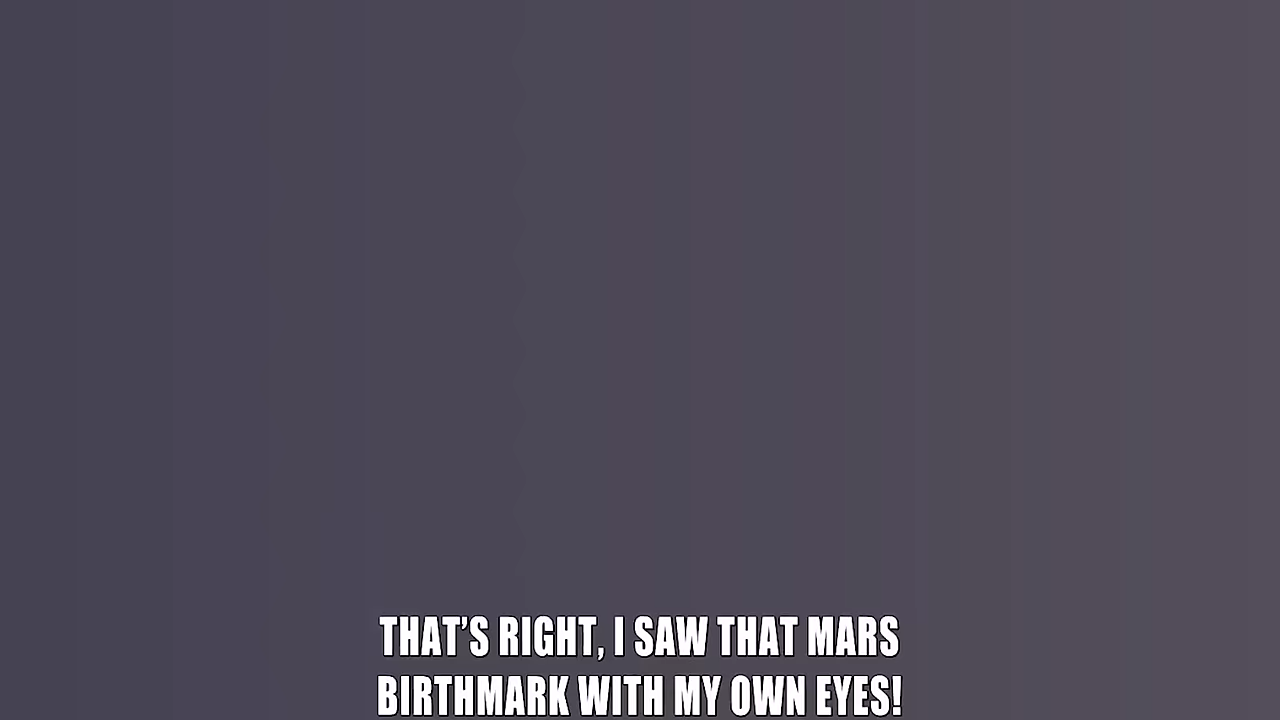 THAT’S RIGHT, I SAW THAT MARS
BIRTHMARK WITH MY OWN EYES!